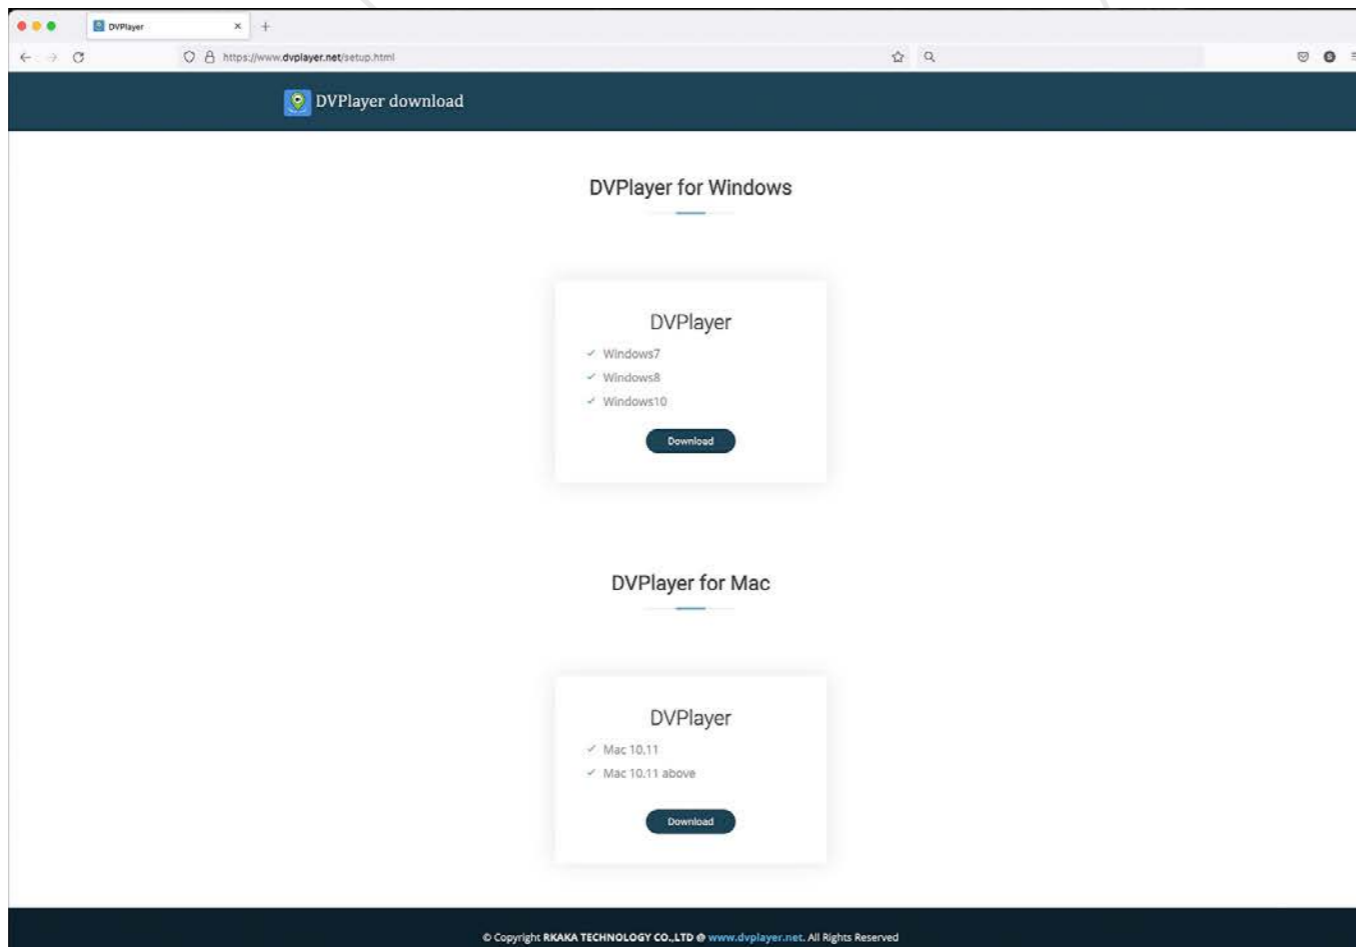 DVPlayer
https://www.dvplayer.net/setup.html
DVPlayer download
DVPlayer for Windows
DVPlayer
Windows7
Windows8
Windows10
Download
DVPlayer for Mac
DVPlayer
Mac 10.11
Mac 10.11 above
Download
© Copyright RKAKA TECHNOLOGY CO.,LTD @ www.dvplayer.net. All Rights Reserved